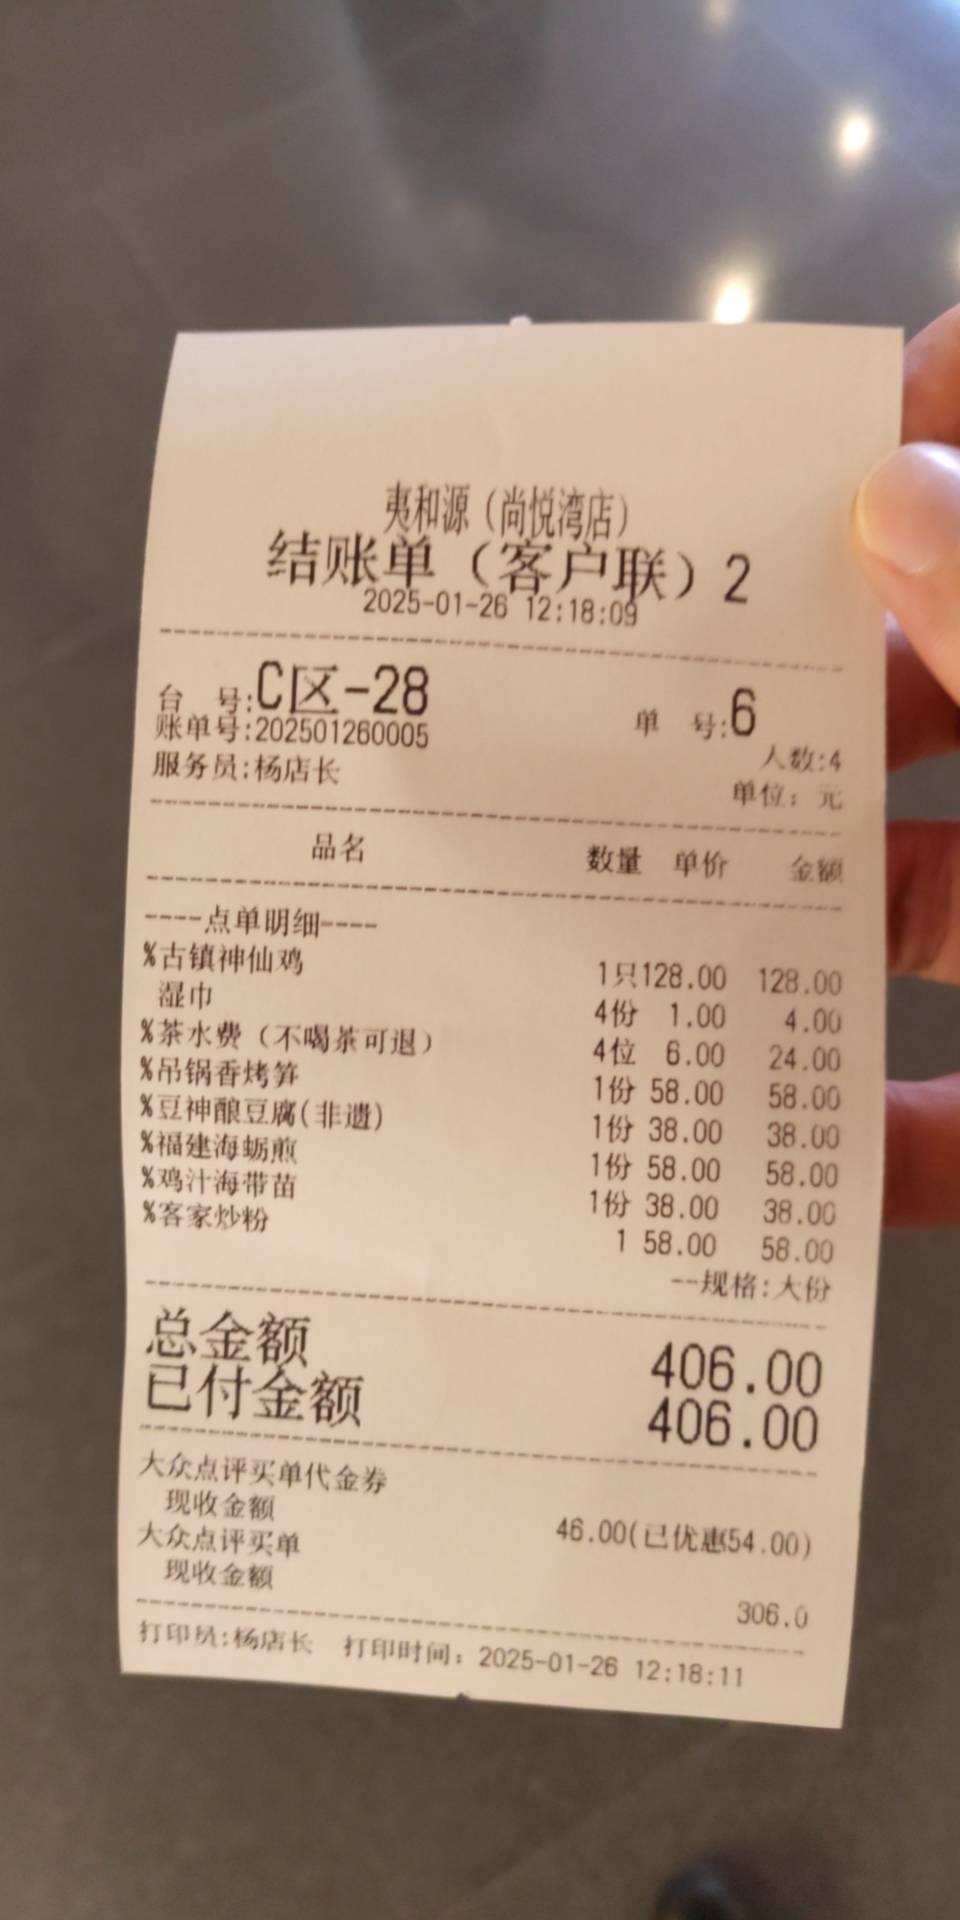 夷和源（尚悦湾店）
结账单（客户联）2
2025-01-26 12:18:09
台 号:C区-28 单 号:6
账单号:202501260005 人数:4
服务员:杨店长 单位：元
品名 数量 单价 金额
----点单明细----
%古镇神仙鸡 1只128.00 128.00
湿巾 4份 1.00 4.00
%茶水费（不喝茶可退） 4位 6.00 24.00
%吊锅香烤笋 1份 58.00 58.00
%豆神酿豆腐(非遗) 1份 38.00 38.00
%福建海蛎煎 1份 58.00 58.00
%鸡汁海带苗 1份 38.00 38.00
%客家炒粉 1 58.00 58.00
--规格:大份
总金额 406.00
已付金额 406.00
大众点评买单代金券
现收金额 46.00(已优惠54.00)
大众点评买单
现收金额 306.0
打印员:杨店长 打印时间：2025-01-26 12:18:11